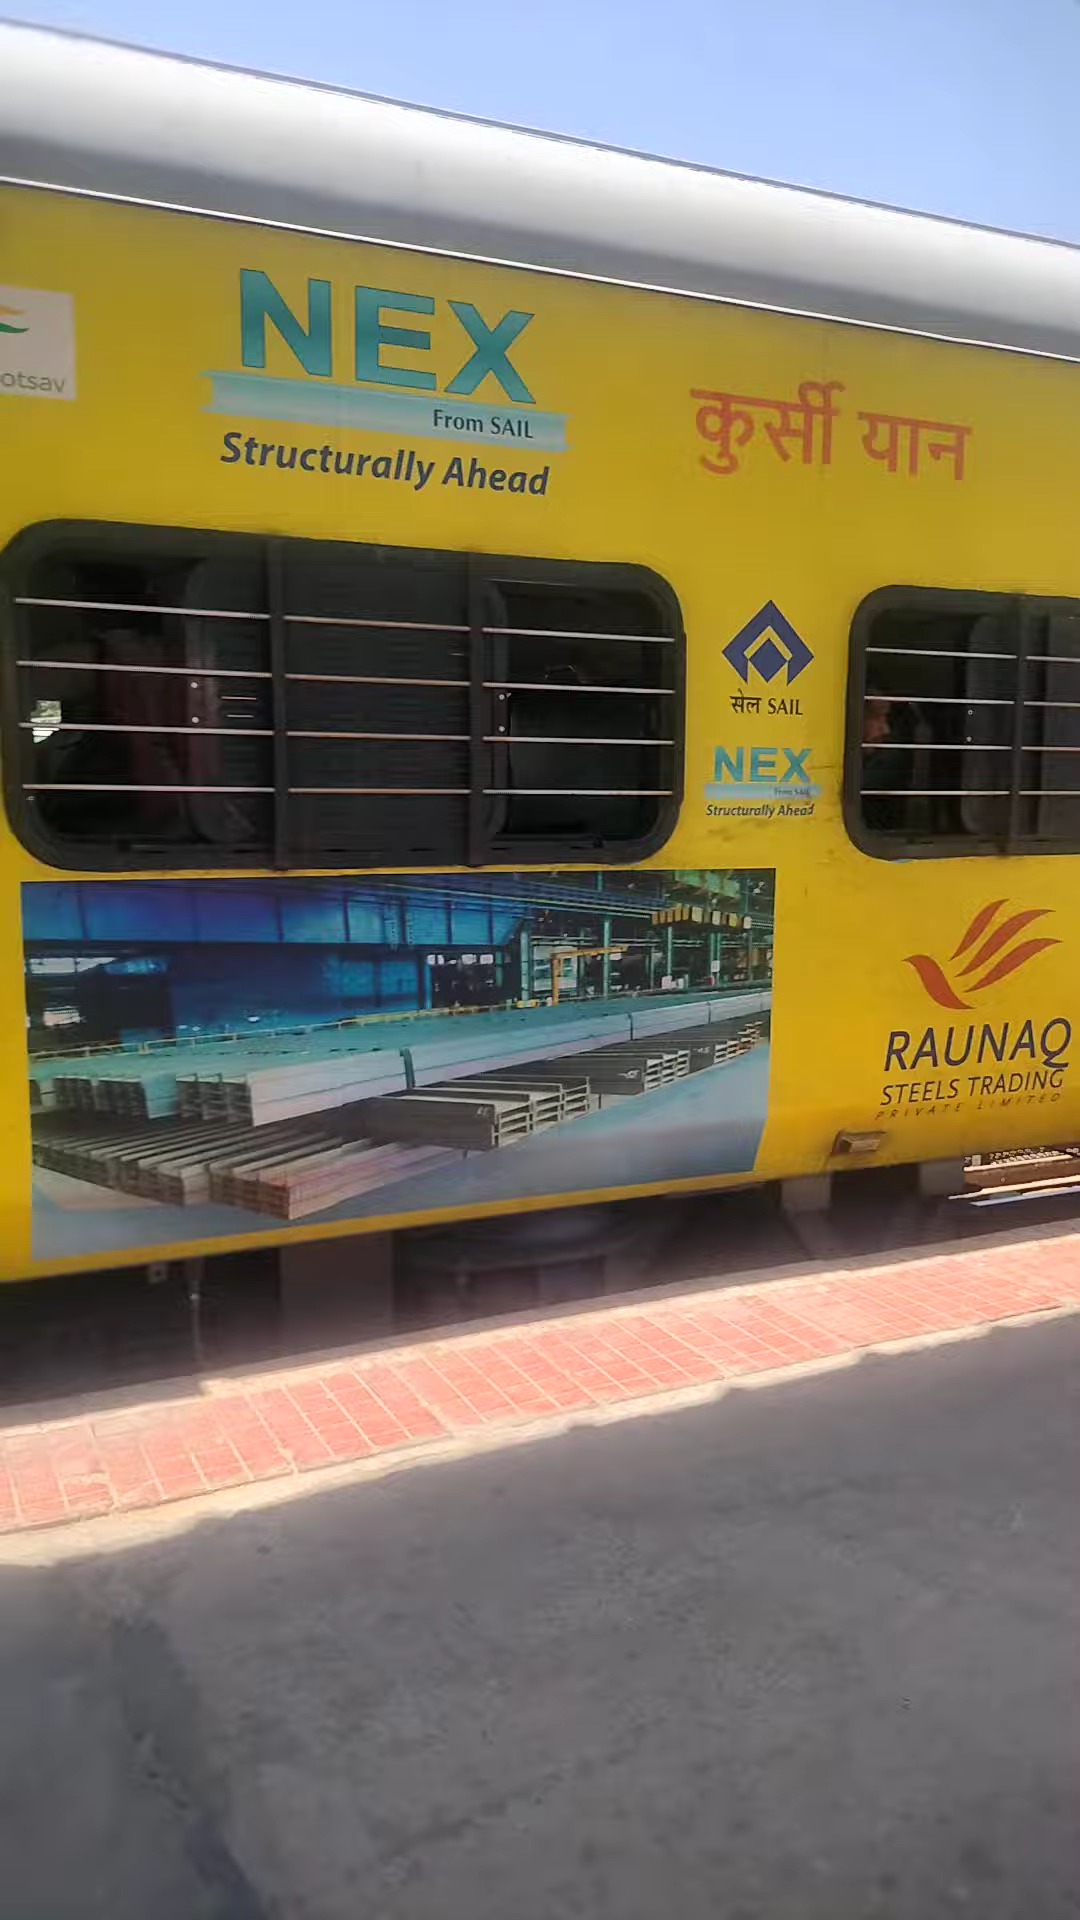 otsav
NEX
From SAIL
Structurally Ahead
कुर्सी यान
सेल SAIL
NEX
From SAIL
Structurally Ahead
RAUNAQ
STEELS TRADING
PRIVATE LIMITED